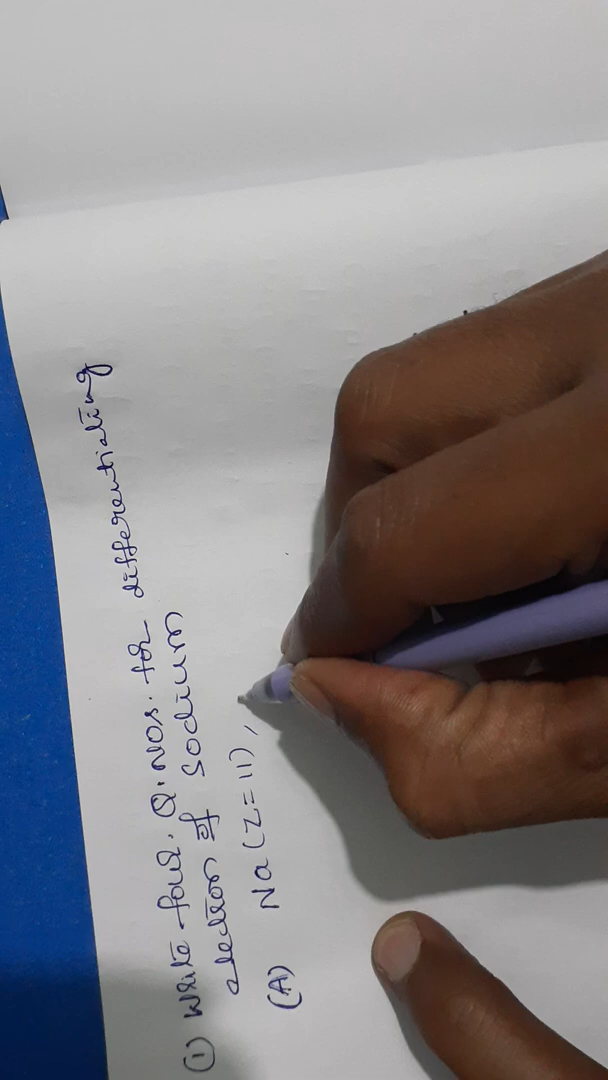 (1) Write four. Q. Nos. for differentiating
electron of Sodium
(A) Na (Z=11),